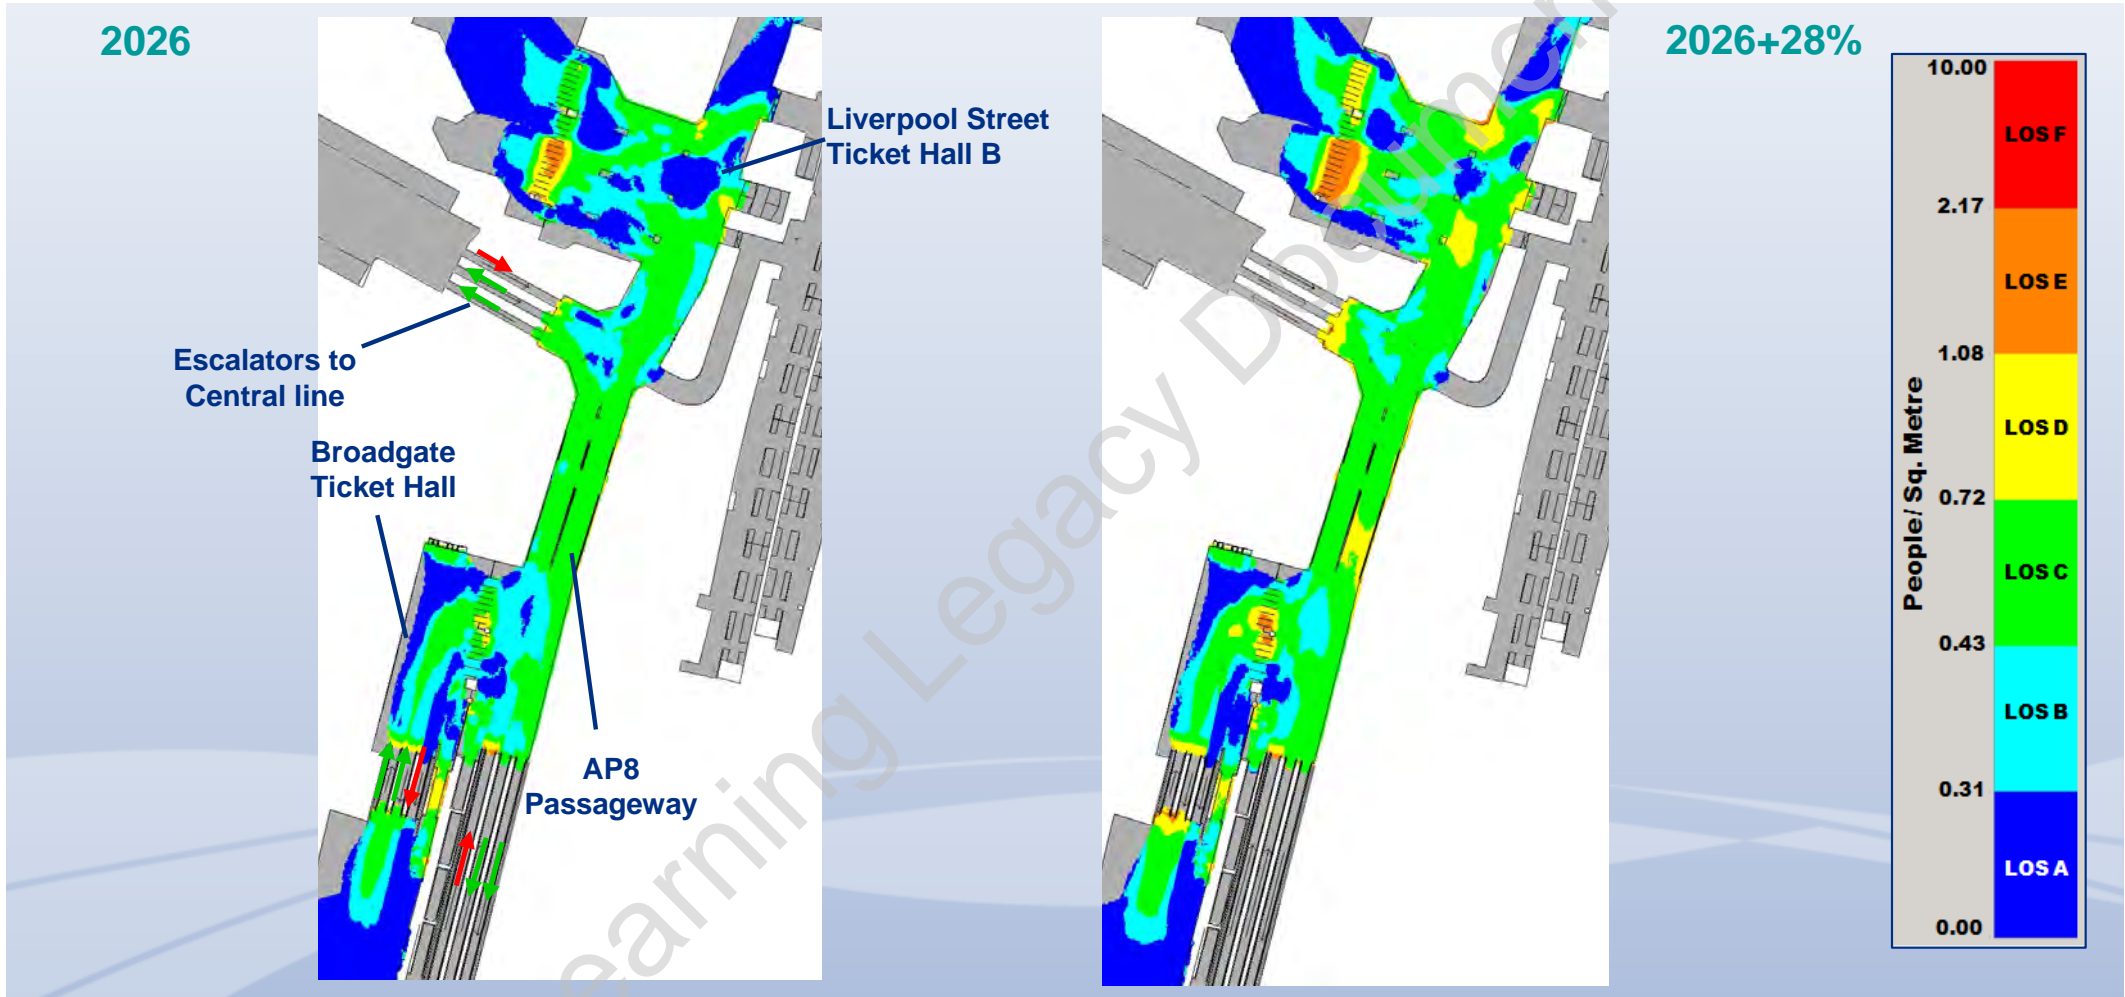 2026
2026+28%
Liverpool Street
Ticket Hall B
Escalators to
Central line
Broadgate
Ticket Hall
AP8
Passageway
People/ Sq. Metre
10.00
LOS F
2.17
LOS E
1.08
LOS D
0.72
LOS C
0.43
LOS B
0.31
LOS A
0.00
earning Legacy Documen